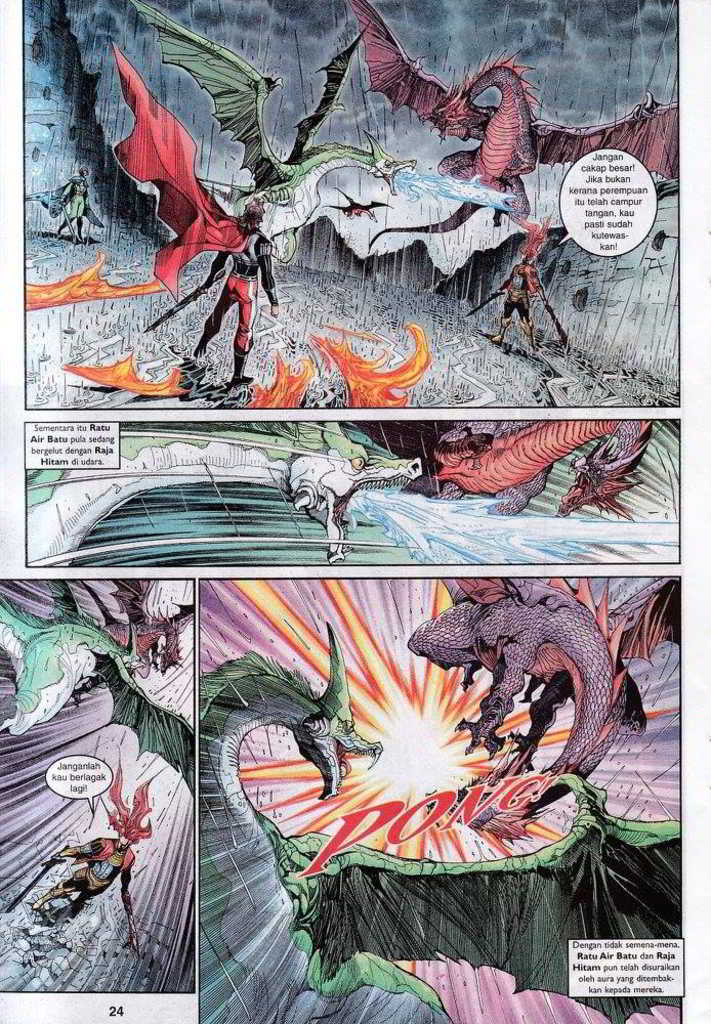 Jangan
cakap besar!
Jika bukan
kerana perempuan
itu telah campur
tangan, kau
pasti sudah
kutewas-
kan!
Sementara itu Ratu
Air Batu pula sedang
bergelut dengan Raja
Hitam di udara.
Janganlah
kau berlagak
lagi!
PONG!
Dengan tidak semena-mena,
Ratu Air Batu dan Raja
Hitam pun telah disuraikan
oleh aura yang ditembak-
kan kepada mereka.
24